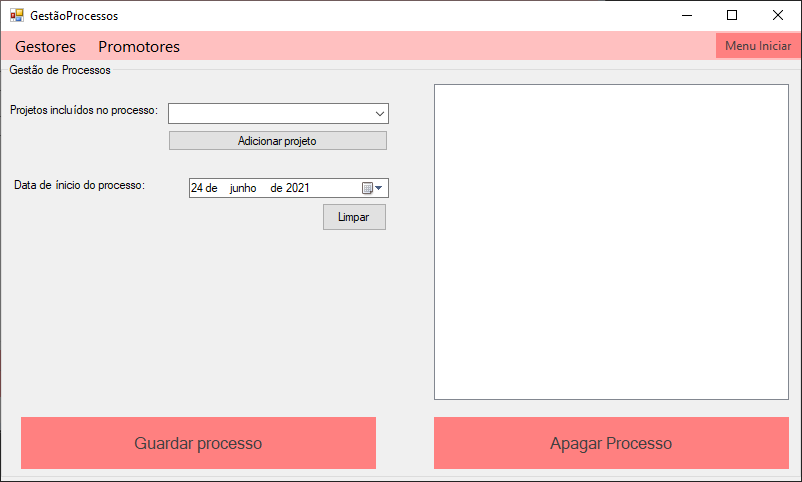 GestãoProcessos
Gestores Promotores Menu Iniciar
Gestão de Processos
Projetos incluídos no processo:
Adicionar projeto
Data de ínicio do processo: 24 de junho de 2021
Limpar
Guardar processo Apagar Processo